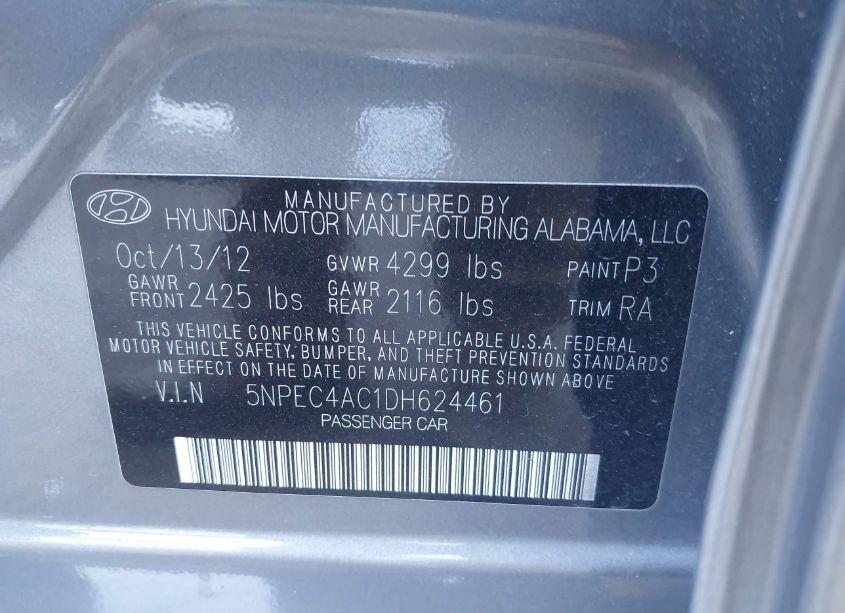 MANUFACTURED BY
HYUNDAI MOTOR MANUFACTURING ALABAMA, LLC
Oct/13/12 GVWR 4299 lbs PAINT P3
GAWR FRONT 2425 lbs GAWR REAR 2116 lbs TRIM RA
THIS VEHICLE CONFORMS TO ALL APPLICABLE U.S.A. FEDERAL
MOTOR VEHICLE SAFETY, BUMPER, AND THEFT PREVENTION STANDARDS
IN EFFECT ON THE DATE OF MANUFACTURE SHOWN ABOVE
V.I.N 5NPEC4AC1DH624461
PASSENGER CAR